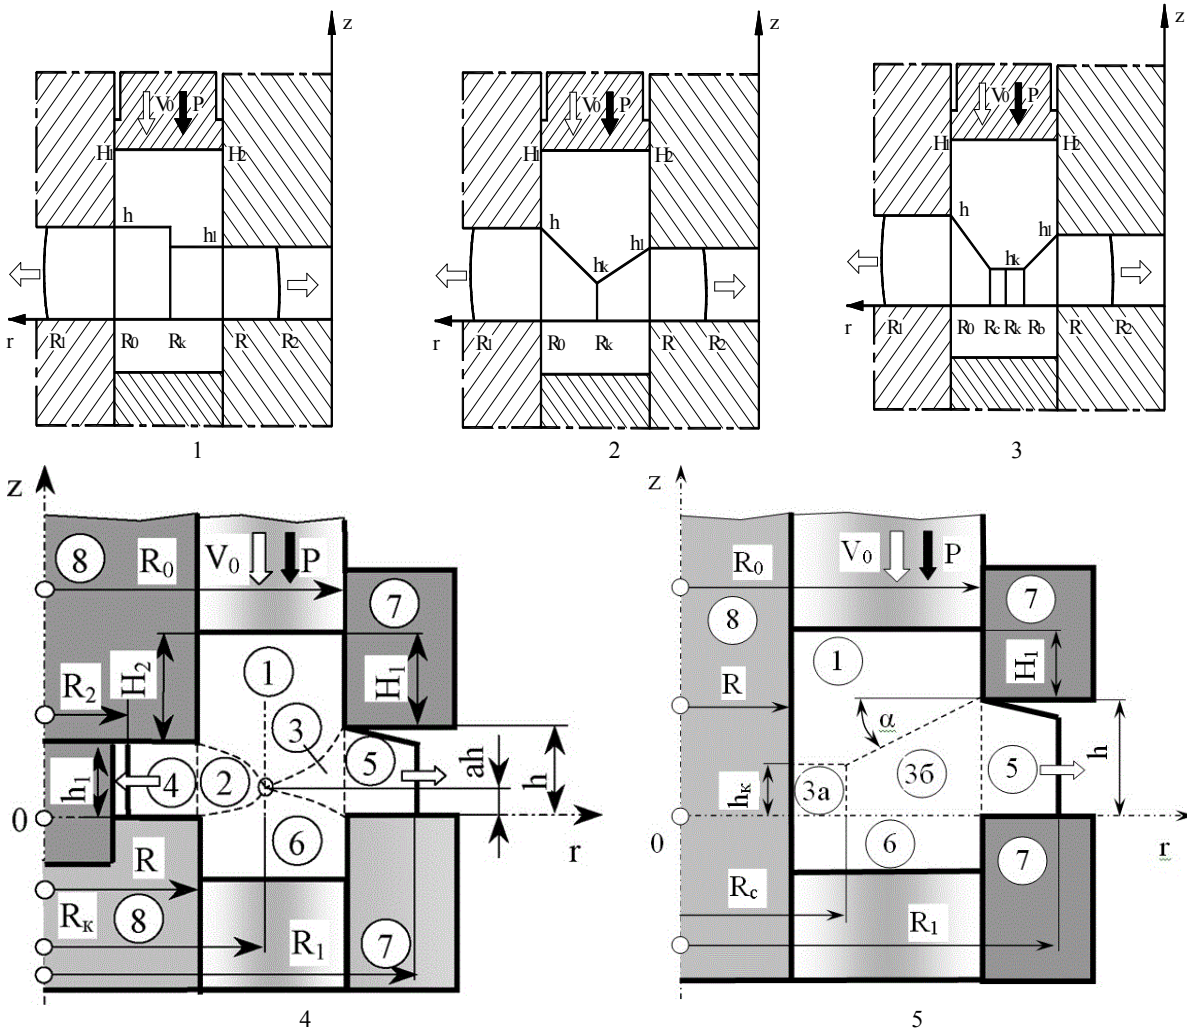 z
z
z
V0 P
V0 P
V0 P
H1 H2
H1 H2
H1 H2
h
h1
h
h1
hk
h
h1
hk
r R1 R0 Rk R R2
r R1 R0 Rk R R2
r R1 R0 Rc Rk Rb R R2
1
2
3
z
8 R0 V0 P
7
H2 1 H1
R2
3
h1 4 2 5 ah h
0
6 r
R
Rк 8
R1 7
4
z
R0 V0 P
7
8
1 H1
R
α
hк 3а 3б 5 h
0 6 r
7
Rc
R1
5